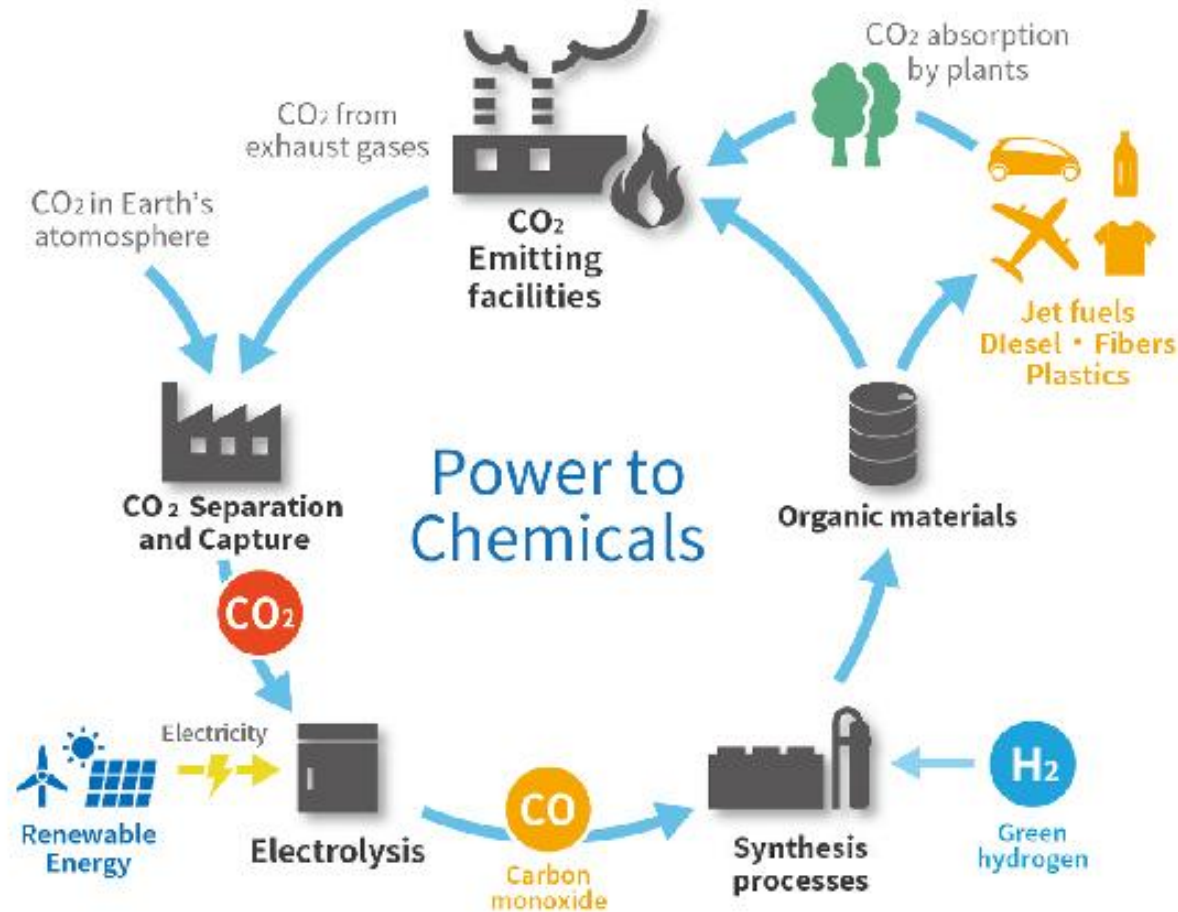 CO2 absorption
by plants
CO2 from
exhaust gases
CO2 in Earth's
atomosphere
CO2
Emitting
facilities
Jet fuels
DIesel・Fibers
Plastics
CO2 Separation
and Capture
Power to
Chemicals
Organic materials
CO2
Electricity
Renewable
Energy
Electrolysis
CO
Carbon
monoxide
Synthesis
processes
H2
Green
hydrogen